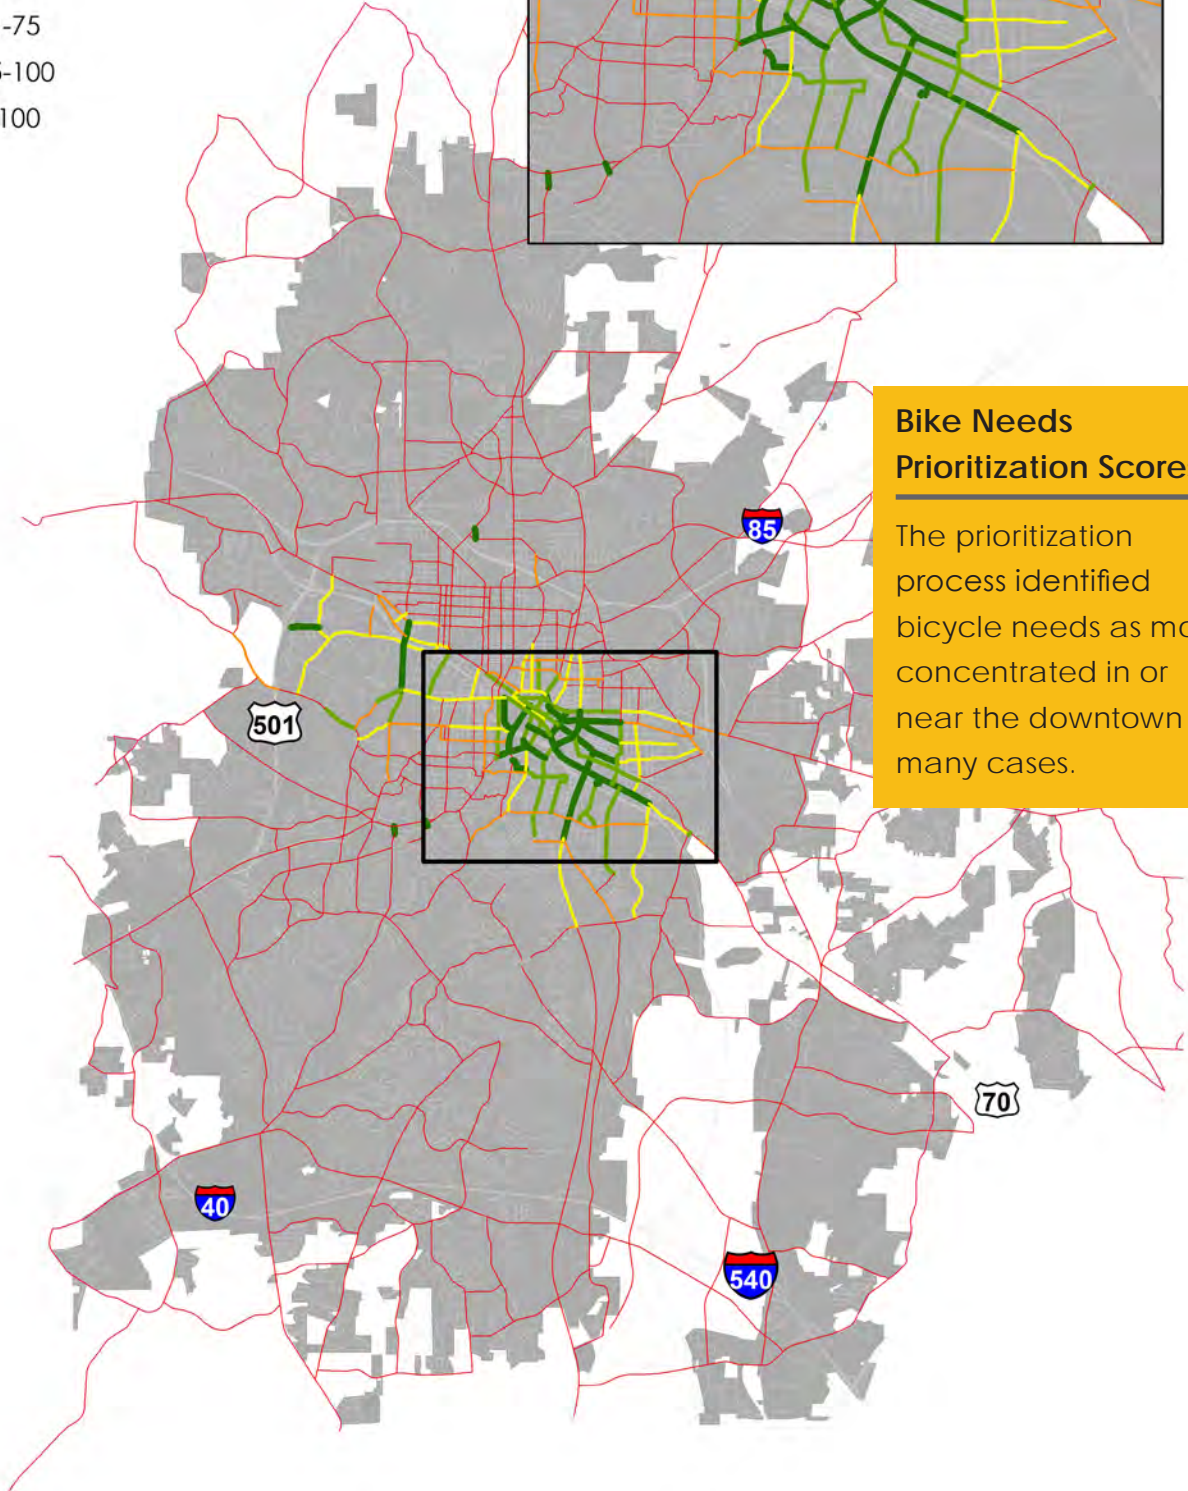 -75
-100
100
Bike Needs
Prioritization Score
The prioritization
process identified
bicycle needs as
concentrated in or
near the downtown
many cases.
85
501
70
40
540